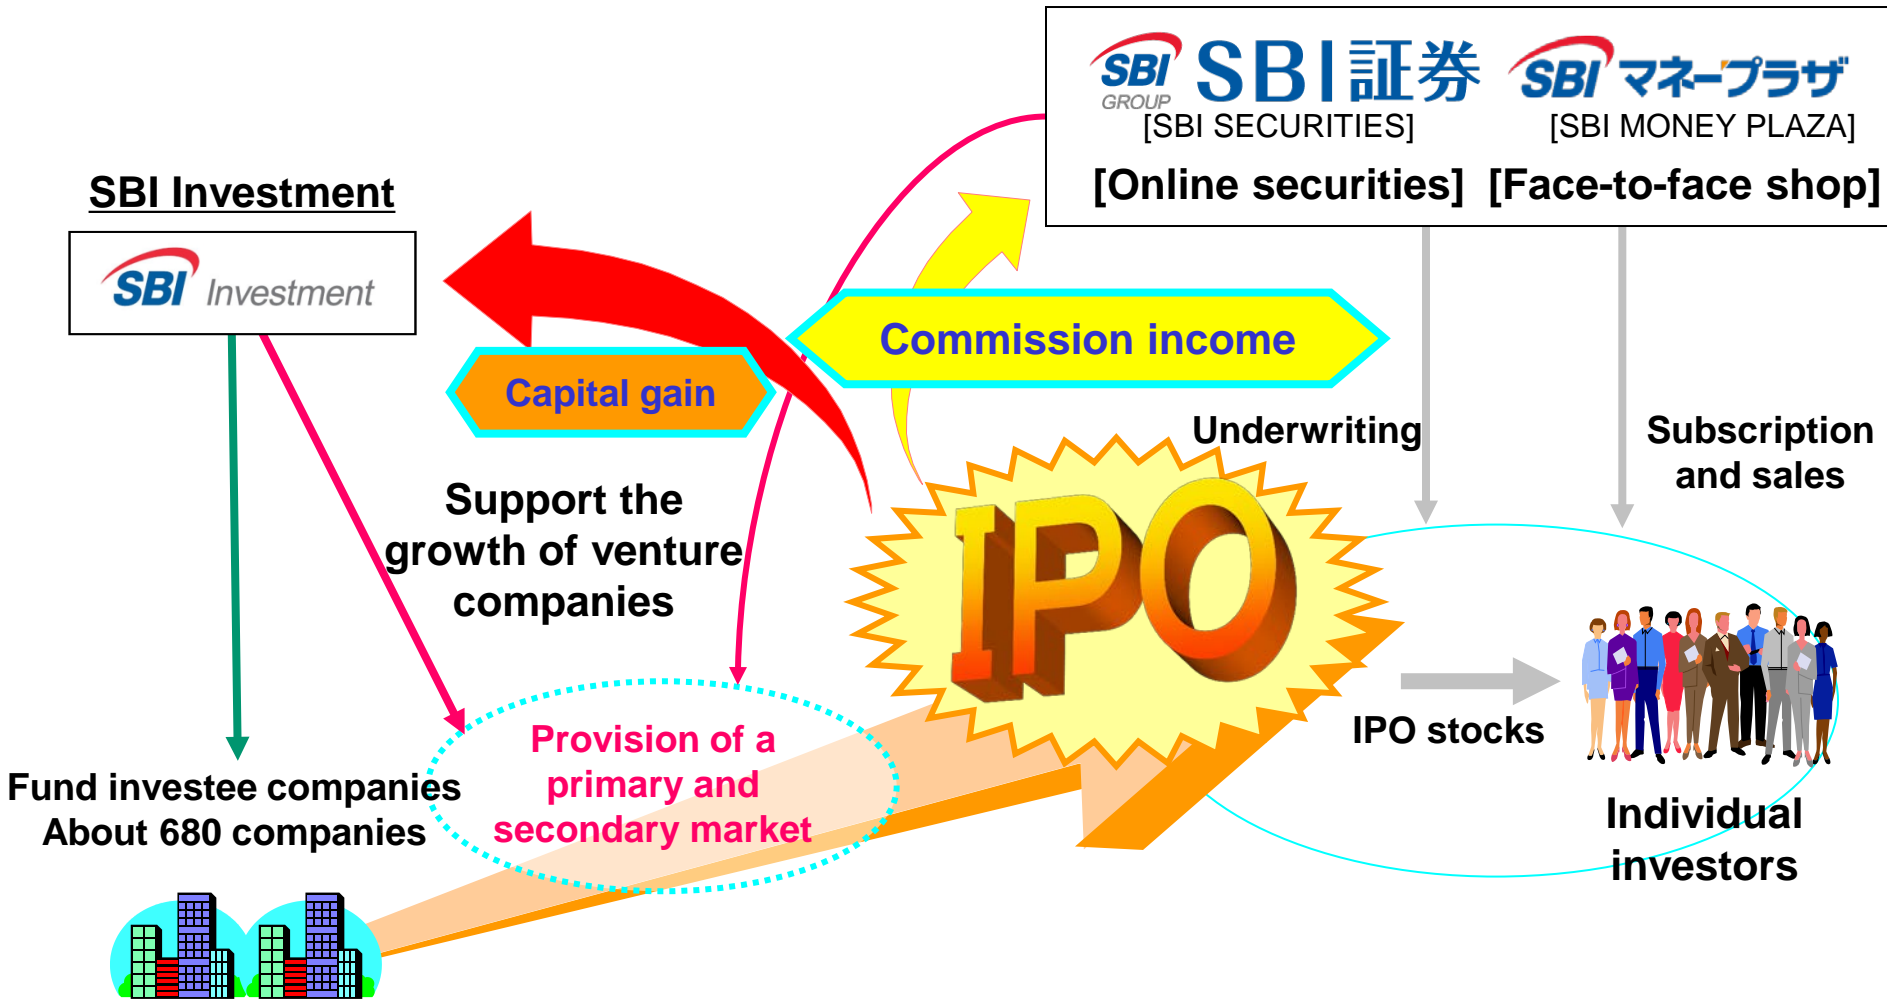 SBI
GROUP
SBI証券
SBI マネープラザ
[SBI SECURITIES]
[SBI MONEY PLAZA]
[Online securities]
[Face-to-face shop]
SBI Investment
SBI Investment
Commission income
Capital gain
Underwriting
Subscription
and sales
Support the
growth of venture
companies
IPO
IPO stocks
Provision of a
primary and
secondary market
Fund investee companies
About 680 companies
Individual
investors